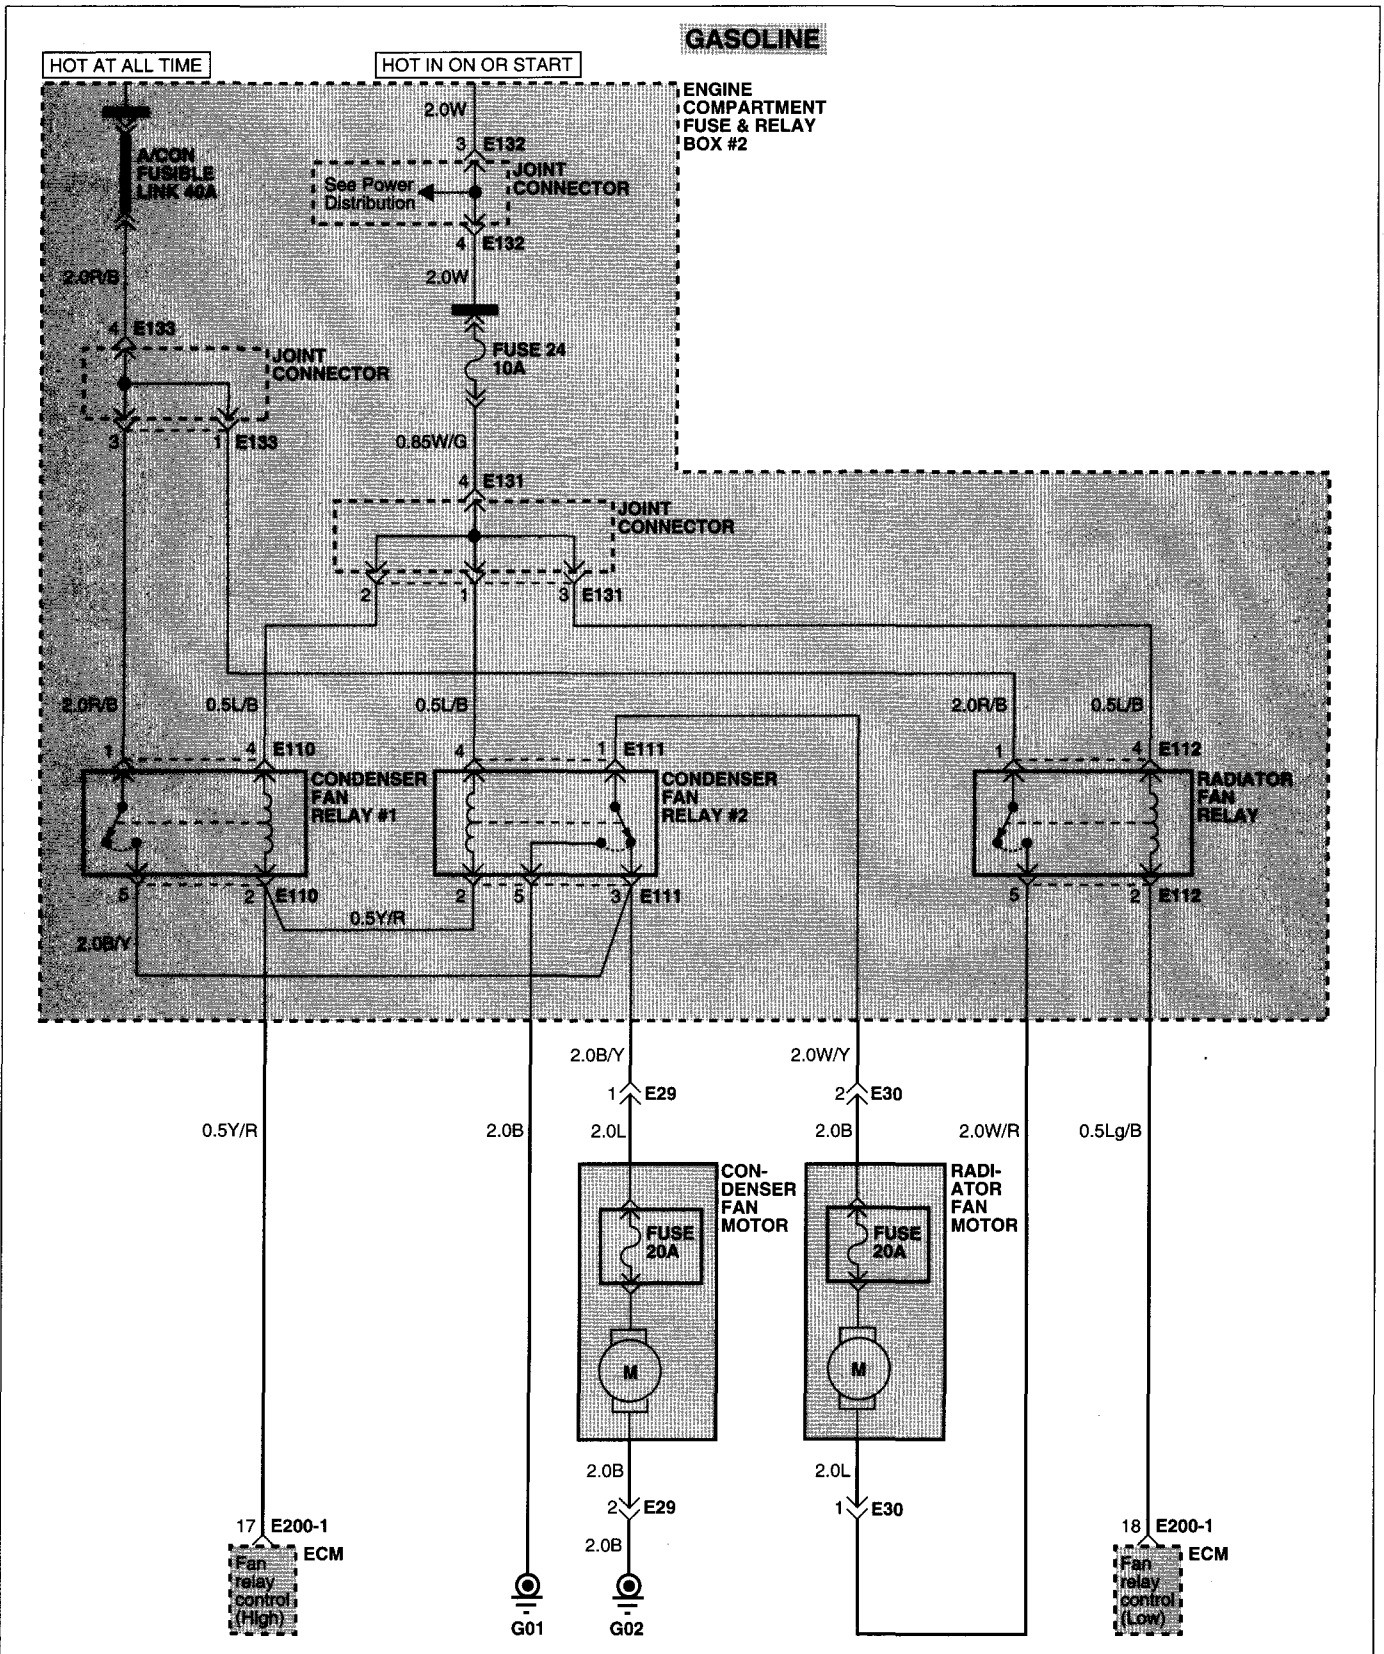 GASOLINE
HOT AT ALL TIME
HOT IN ON OR START
ENGINE
COMPARTMENT
FUSE & RELAY
BOX #2
2.0W
3 E132
A/CON
FUSIBLE
LINK 40A
See Power
Distribution
JOINT
CONNECTOR
4 E132
2.0R/B
2.0W
4 E133
FUSE 24
10A
JOINT
CONNECTOR
3
1 E133
0.85W/G
4 E131
JOINT
CONNECTOR
2
1
3 E131
2.0R/B
0.5L/B
0.5L/B
2.0R/B
0.5L/B
1
4 E110
4
1 E111
1
4 E112
CONDENSER
FAN
RELAY #1
CONDENSER
FAN
RELAY #2
RADIATOR
FAN
RELAY
5
2 E110
2
5
3 E111
5
2 E112
0.5Y/R
2.0B/Y
2.0B/Y
2.0W/Y
1 E29
2 E30
0.5Y/R
2.0B
2.0L
2.0B
2.0W/R
0.5Lg/B
CON-
DENSER
FAN
MOTOR
RADI-
ATOR
FAN
MOTOR
FUSE
20A
FUSE
20A
M
M
2.0B
2.0L
2 E29
1 E30
17 E200-1
18 E200-1
2.0B
ECM
ECM
Fan
relay
control
(High)
Fan
relay
control
(Low)
G01
G02